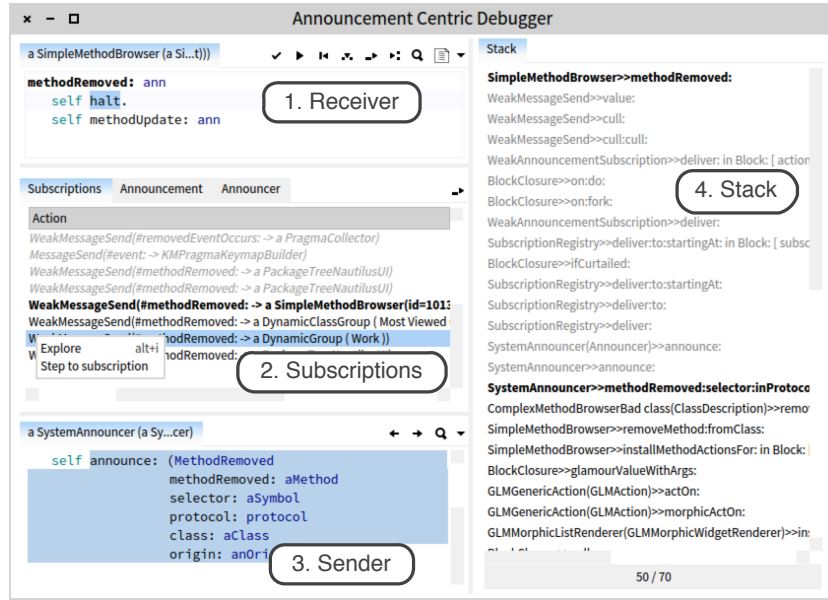 Announcement Centric Debugger
a SimpleMethodBrowser (a Si...t)))
methodRemoved: ann
self halt.
self methodUpdate: ann
1. Receiver
Subscriptions Announcement Announcer
Action
WeakMessageSend(#removedEventOccurs: -> a PragmaCollector)
MessageSend(#event: -> KMPragmaKeymapBuilder)
WeakMessageSend(#methodRemoved: -> a PackageTreeNautilusUI)
WeakMessageSend(#methodRemoved: -> a PackageTreeNautilusUI)
WeakMessageSend(#methodRemoved: -> a SimpleMethodBrowser(id=1013
WeakMessageSend(#methodRemoved: -> a DynamicClassGroup ( Most Viewed
-> a DynamicGroup ( Work ))
Explore alt+i
Step to subscription
2. Subscriptions
a SystemAnnouncer (a Sy...cer)
self announce: (MethodRemoved
methodRemoved: aMethod
selector: aSymbol
protocol: protocol
class: aClass
origin: anOri
3. Sender
Stack
SimpleMethodBrowser>>methodRemoved:
WeakMessageSend>>value:
WeakMessageSend>>cull:
WeakMessageSend>>cull:cull:
WeakAnnouncementSubscription>>deliver: in Block: [ action
BlockClosure>>on:do:
BlockClosure>>on:fork:
WeakAnnouncementSubscription>>deliver:
SubscriptionRegistry>>deliver:to:startingAt: in Block: [ subsc
BlockClosure>>ifCurtailed:
SubscriptionRegistry>>deliver:to:startingAt:
SubscriptionRegistry>>deliver:to:
SubscriptionRegistry>>deliver:
SystemAnnouncer(Announcer)>>announce:
SystemAnnouncer>>announce:
SystemAnnouncer>>methodRemoved:selector:inProtoco
ComplexMethodBrowserBad class(ClassDescription)>>remov
SimpleMethodBrowser>>removeMethod:fromClass:
SimpleMethodBrowser>>installMethodActionsFor: in Block: [
BlockClosure>>glamourValueWithArgs:
GLMGenericAction(GLMAction)>>actOn:
GLMGenericAction(GLMAction)>>morphicActOn:
GLMMorphicListRenderer(GLMMorphicWidgetRenderer)>>in
4. Stack
50 / 70